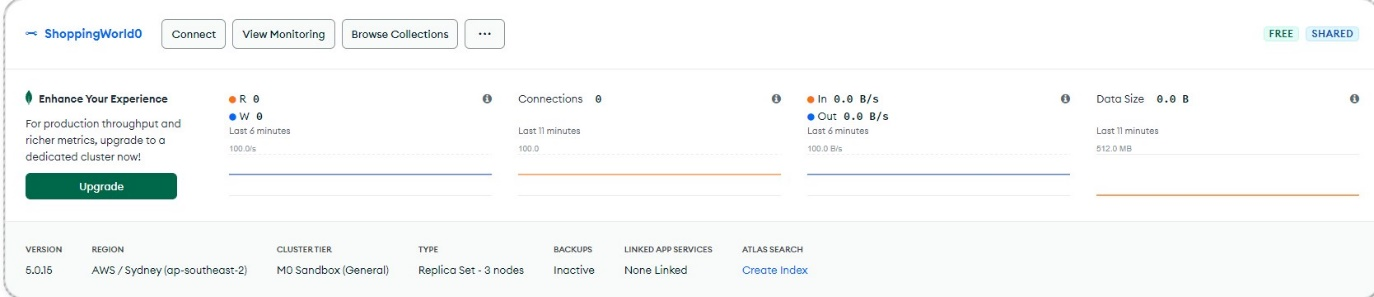 ShoppingWorld0 Connect View Monitoring Browse Collections ... FREE SHARED
Enhance Your Experience
For production throughput and
richer metrics, upgrade to a
dedicated cluster now!
Upgrade
R 0
W 0
Last 6 minutes
100.0/s
Connections 0
Last 11 minutes
100.0
In 0.0 B/s
Out 0.0 B/s
Last 6 minutes
100.0 B/s
Data Size 0.0 B
Last 11 minutes
512.0 MB
VERSION REGION CLUSTER TIER TYPE BACKUPS LINKED APP SERVICES ATLAS SEARCH
5.0.15 AWS / Sydney (ap-southeast-2) M0 Sandbox (General) Replica Set - 3 nodes Inactive None Linked Create Index